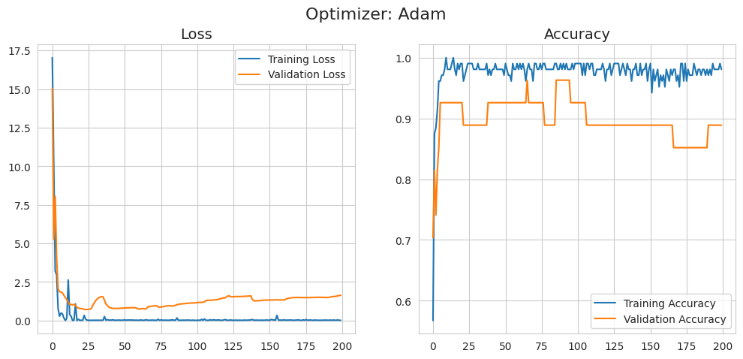 Optimizer: Adam
Loss
17.5
15.0
12.5
10.0
7.5
5.0
2.5
0.0
0 25 50 75 100 125 150 175 200
Training Loss
Validation Loss
Accuracy
1.0
0.9
0.8
0.7
0.6
0 25 50 75 100 125 150 175 200
Training Accuracy
Validation Accuracy